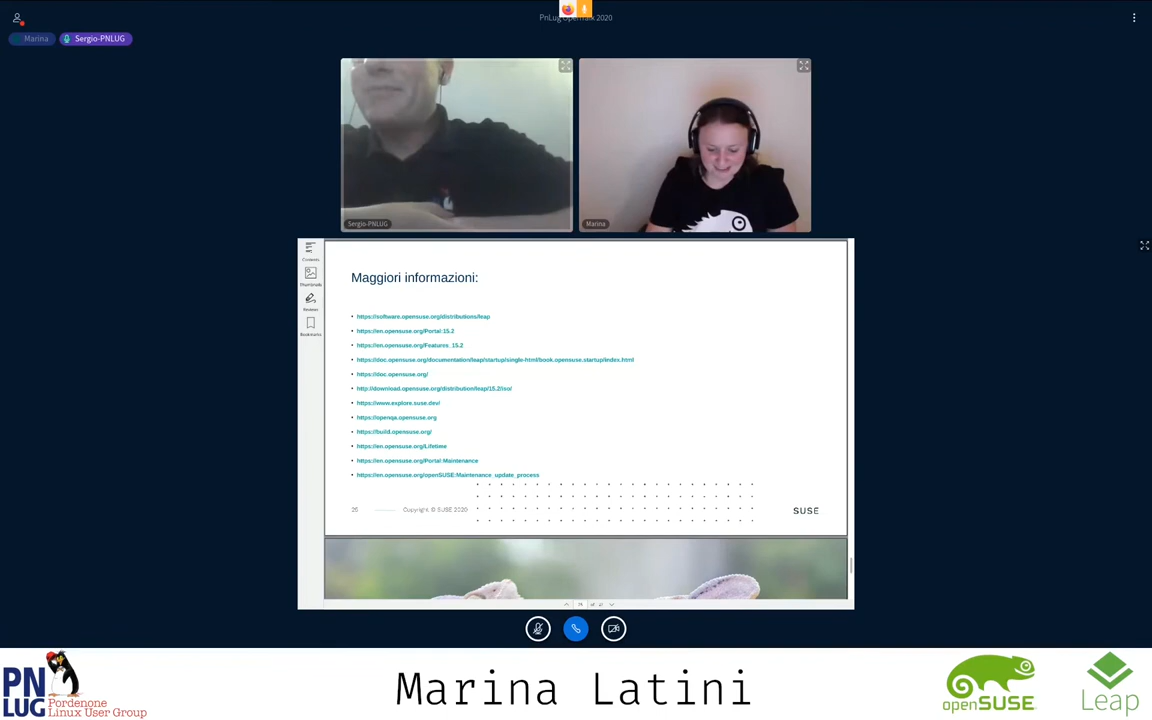 PnLug OpenTalk 2020
Marina
Sergio-PNLUG
Sergio-PNLUG
Marina
Contents
Thumbnails
Reviews
Bookmarks
Maggiori informazioni:
• https://software.opensuse.org/distributions/leap
• https://en.opensuse.org/Portal:15.2
• https://en.opensuse.org/Features_15.2
• https://doc.opensuse.org/documentation/leap/startup/single-html/book.opensuse.startup/index.html
• https://doc.opensuse.org/
• http://download.opensuse.org/distribution/leap/15.2/iso/
• https://www.explore.suse.dev/
• https://openqa.opensuse.org
• https://build.opensuse.org/
• https://en.opensuse.org/Lifetime
• https://en.opensuse.org/Portal:Maintenance
• https://en.opensuse.org/openSUSE:Maintenance_update_process
Copyright © SUSE 2020
SUSE
PN
LUG
Pordenone
Linux User Group
Marina Latini
openSUSE
Leap